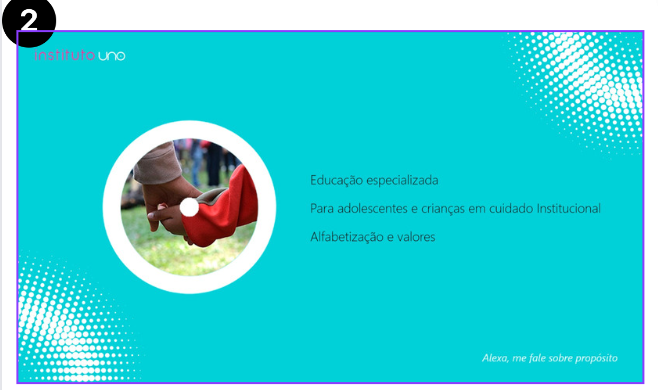 2
instituto uno
Educação especializada
Para adolescentes e crianças em cuidado Institucional
Alfabetização e valores
Alexa, me fale sobre propósito